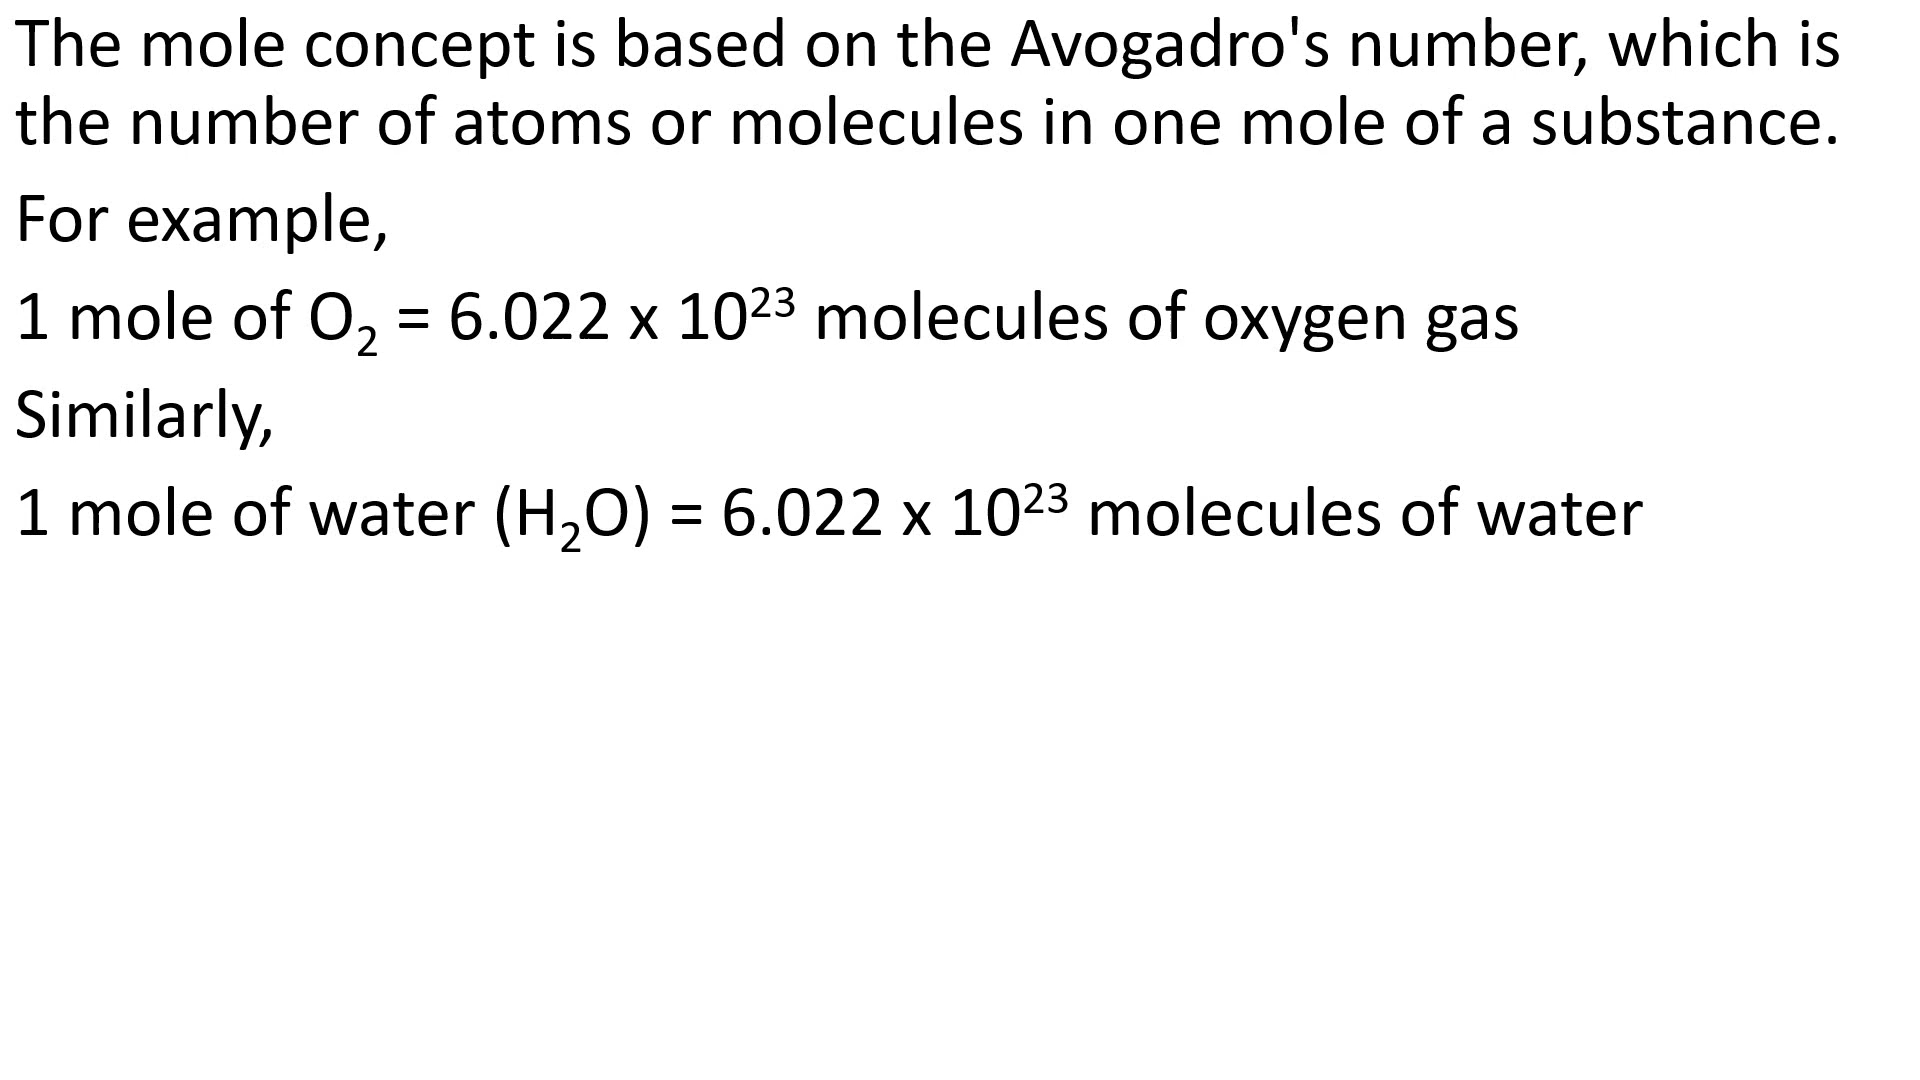 The mole concept is based on the Avogadro's number, which is
the number of atoms or molecules in one mole of a substance.
For example,
1 mole of O₂ = 6.022 x 10²³ molecules of oxygen gas
Similarly,
1 mole of water (H₂O) = 6.022 x 10²³ molecules of water